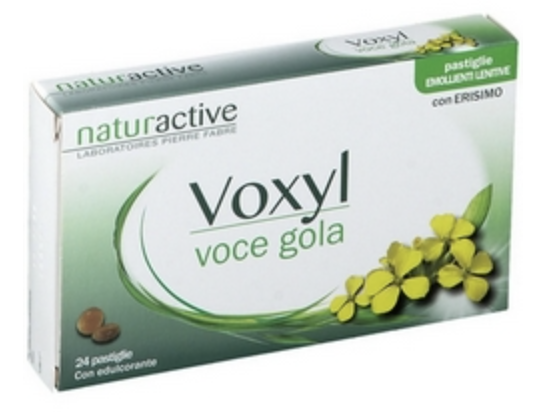 naturactive
Voxyl
voce gola
pastiglie
EMOLLIENTI LENITIVE
con ERISIMO
naturactive
LABORATOIRES PIERRE FABRE
Voxyl
voce gola
24 pastiglie
Con edulcorante